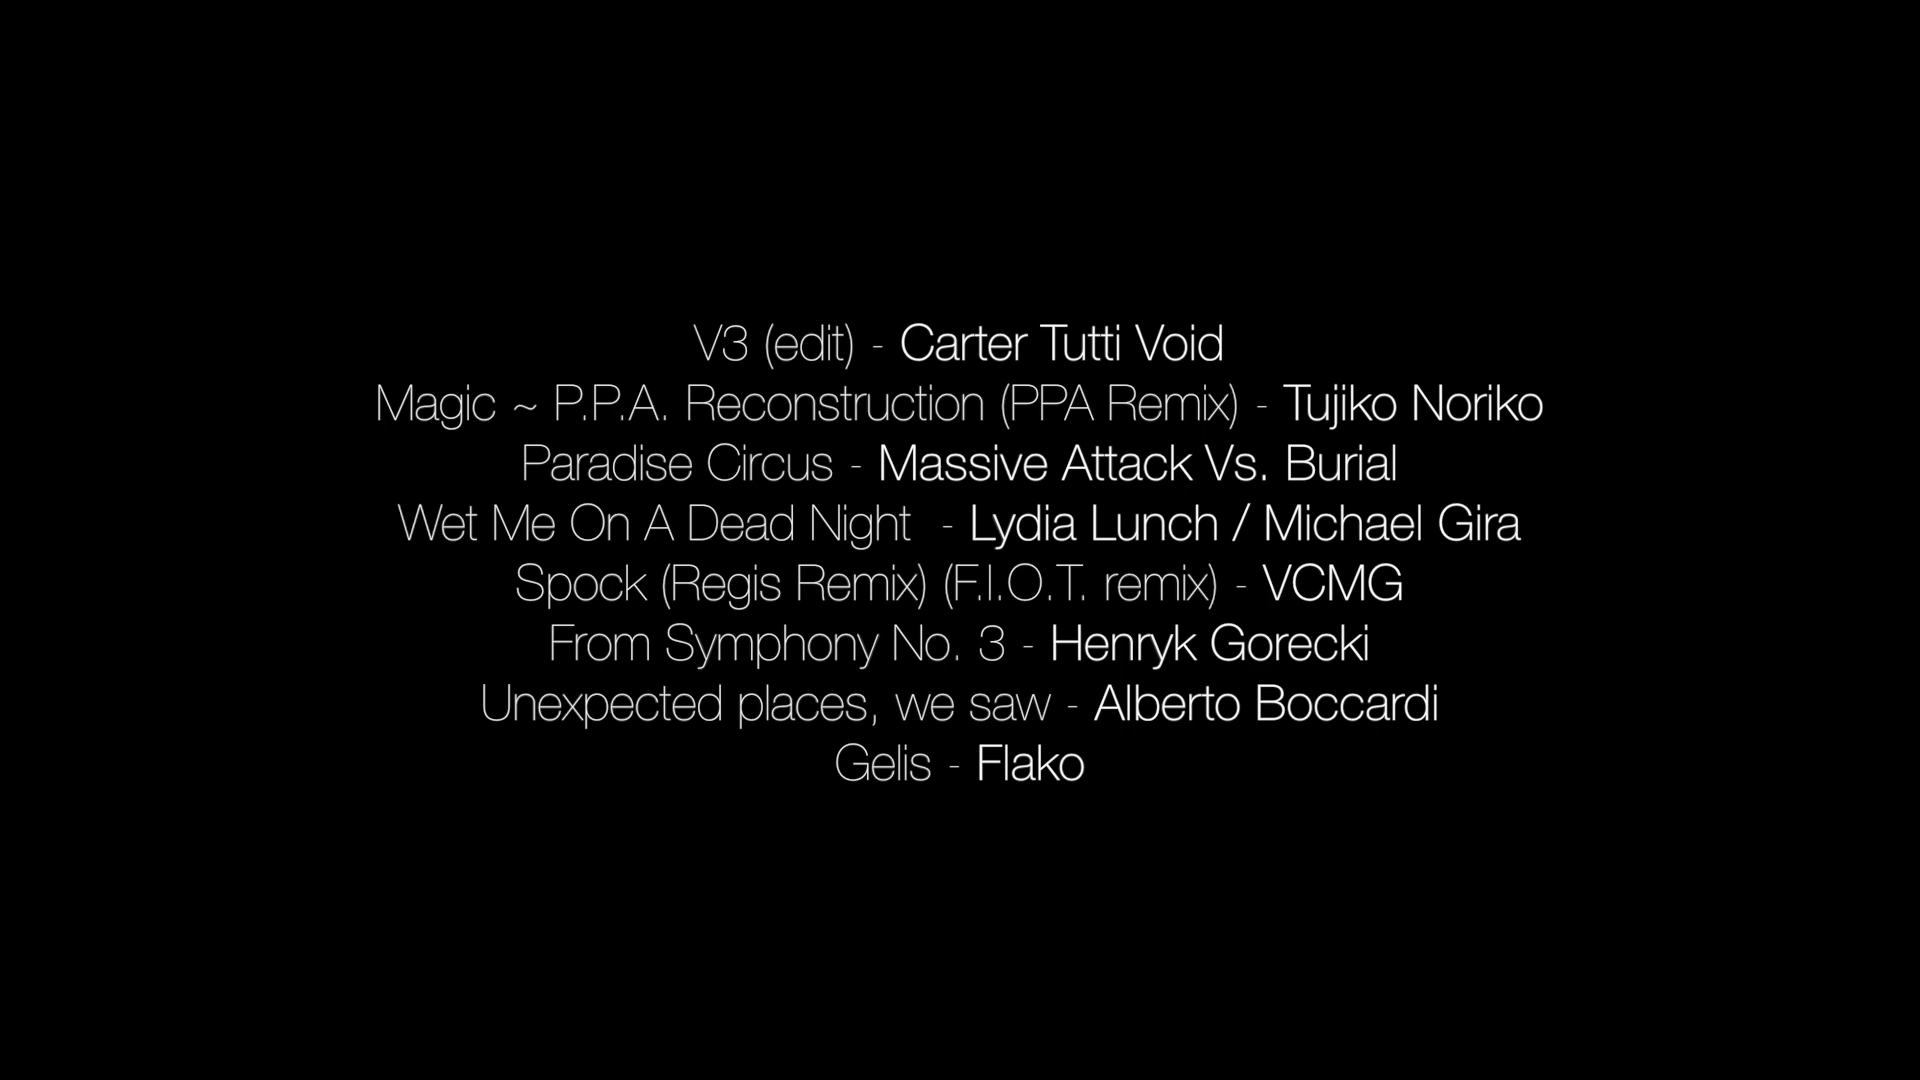 V3 (edit) - Carter Tutti Void
Magic ~ P.P.A. Reconstruction (PPA Remix) - Tujiko Noriko
Paradise Circus - Massive Attack Vs. Burial
Wet Me On A Dead Night  - Lydia Lunch / Michael Gira
Spock (Regis Remix) (F.I.O.T. remix) - VCMG
From Symphony No. 3 - Henryk Gorecki
Unexpected places, we saw - Alberto Boccardi
Gelis - Flako